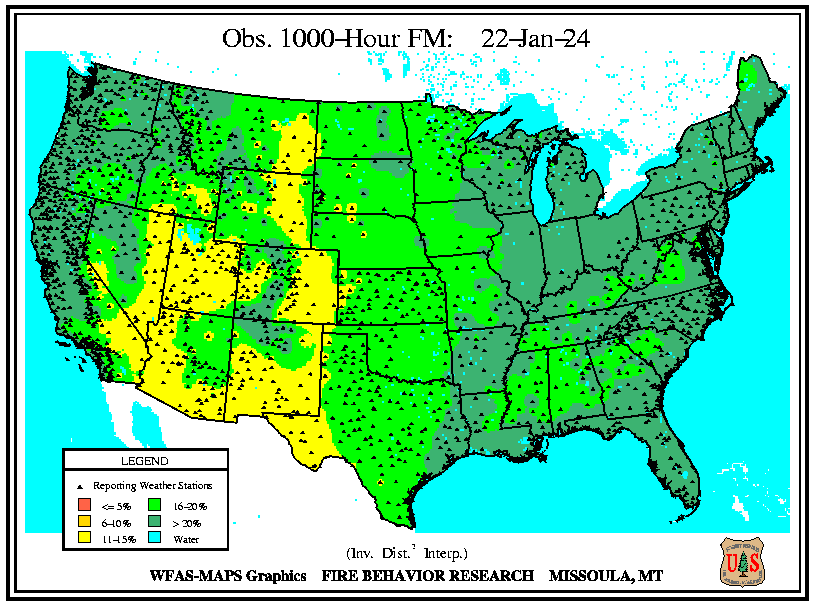 Obs. 1000-Hour FM: 22-Jan-24
LEGEND
Reporting Weather Stations
<= 5% 16-20%
6-10% > 20%
11-15% Water
(Inv. Dist.² Interp.)
WFAS-MAPS Graphics FIRE BEHAVIOR RESEARCH MISSOULA, MT
U S